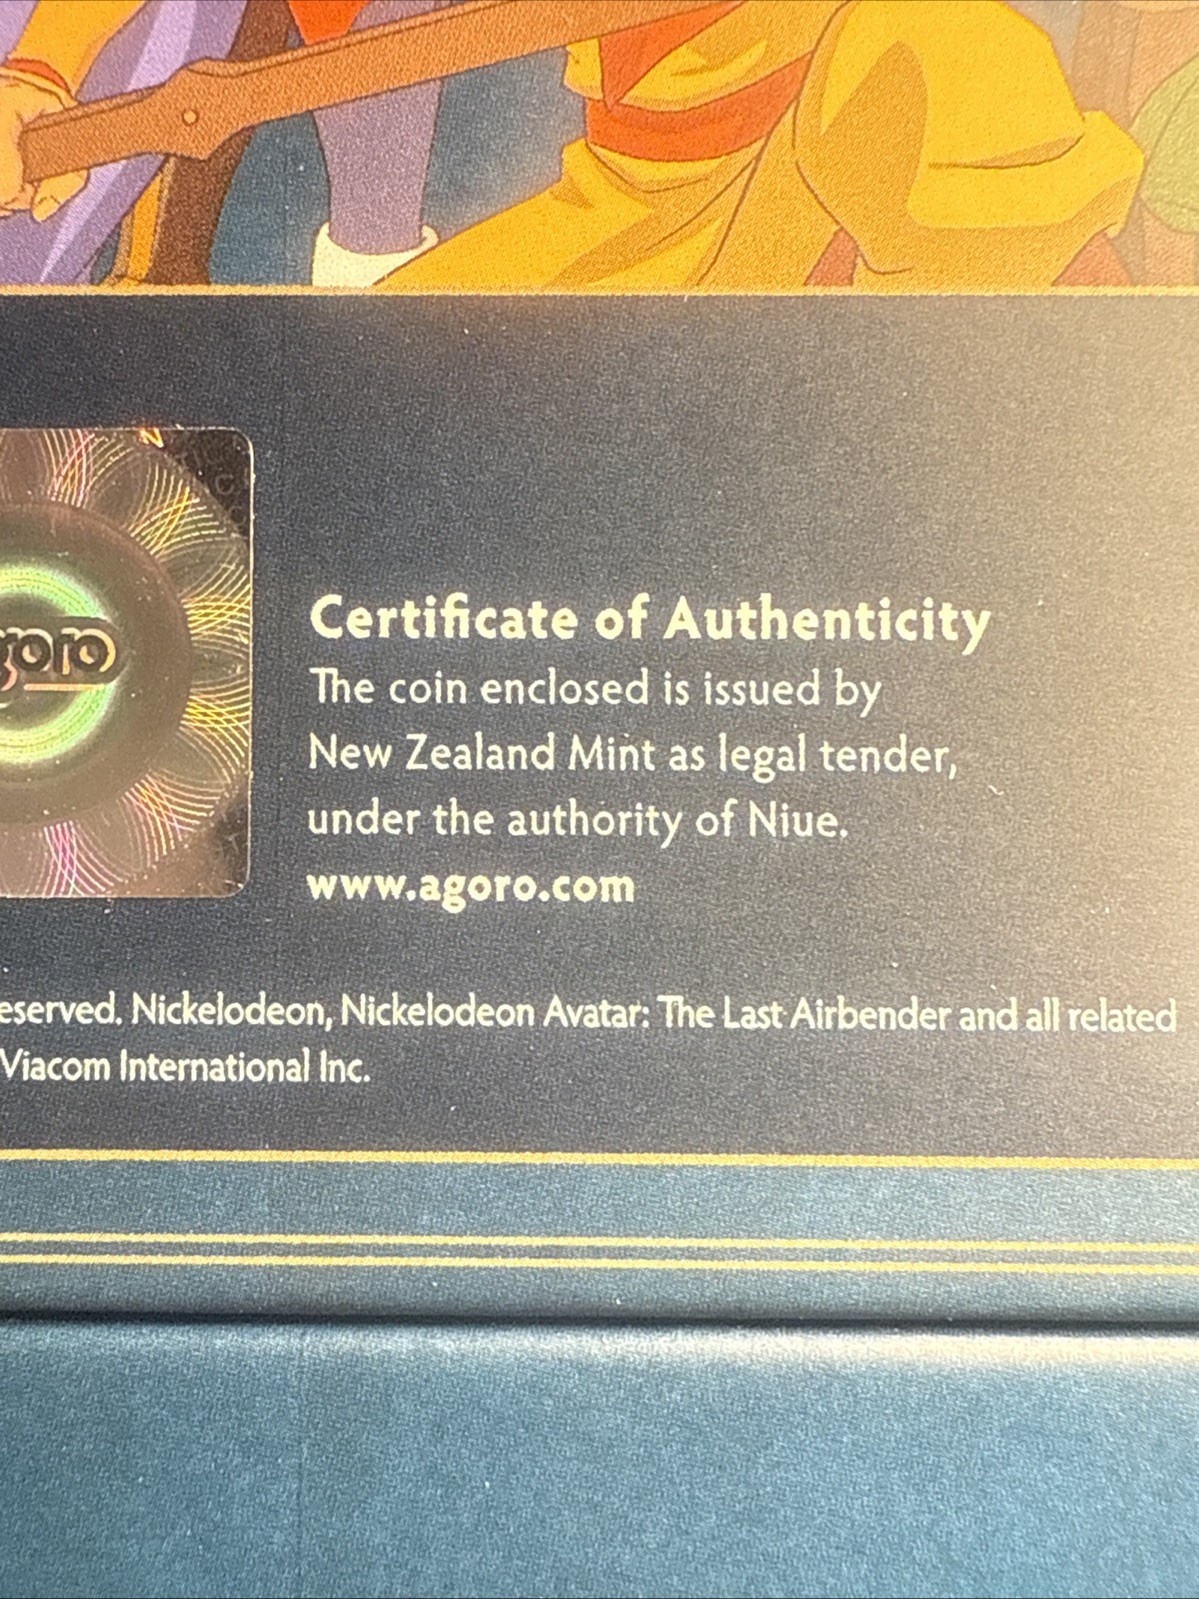 Certificate of Authenticity
The coin enclosed is issued by
New Zealand Mint as legal tender,
under the authority of Niue.
www.agoro.com
eserved. Nickelodeon, Nickelodeon Avatar: The Last Airbender and all related
Viacom International Inc.
goro